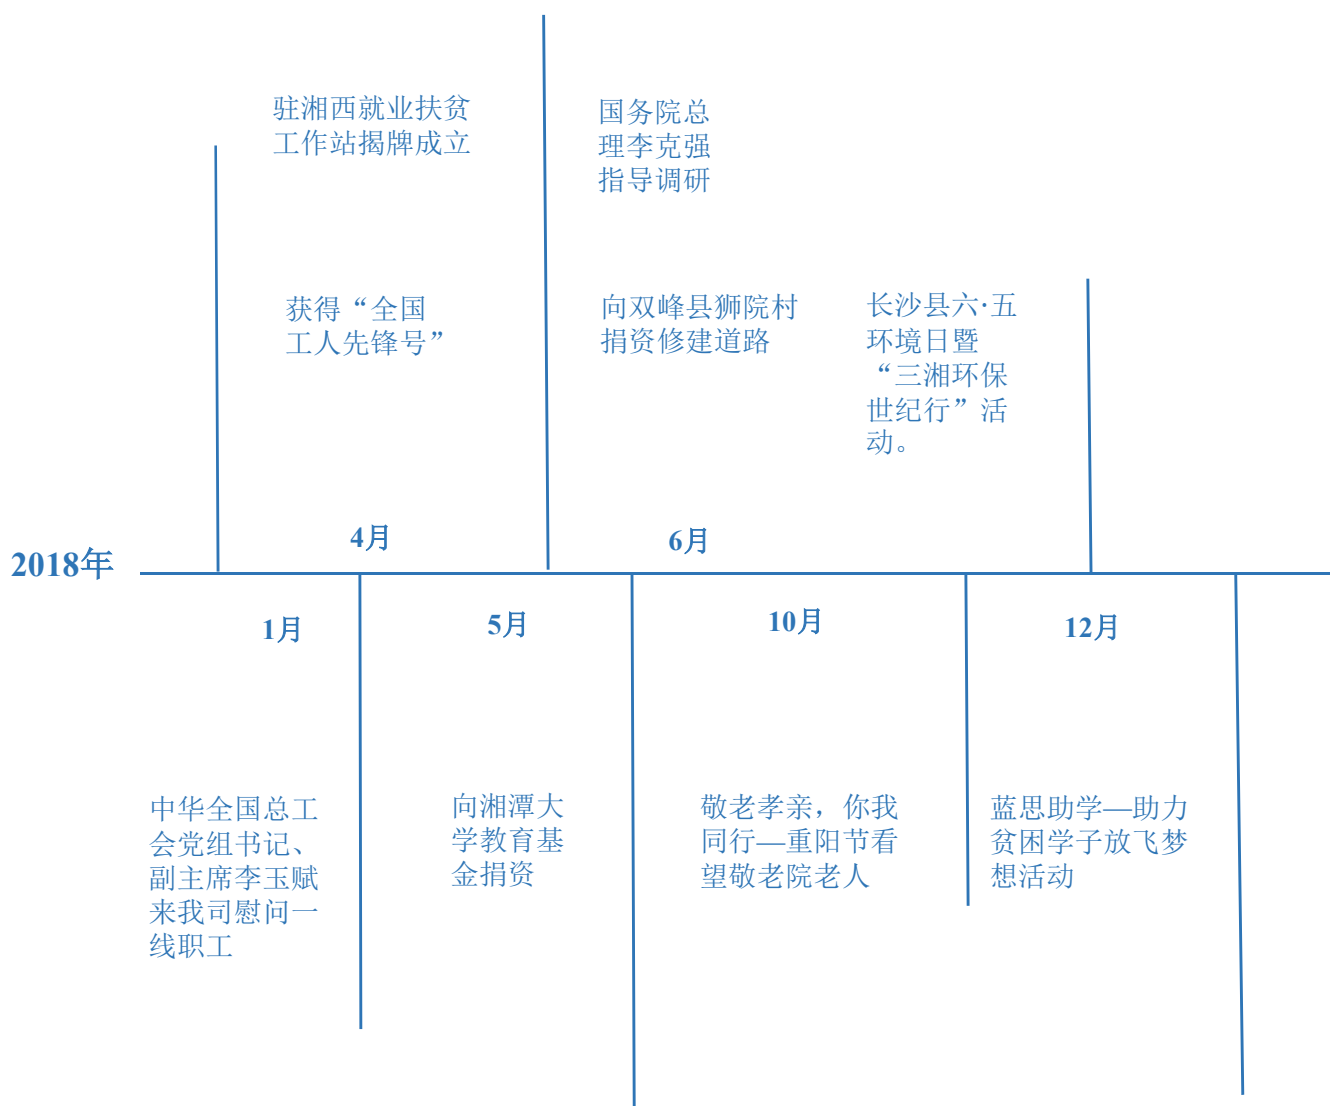 驻湘西就业扶贫
工作站揭牌成立
国务院总
理李克强
指导调研
获得“全国
工人先锋号”
向双峰县狮院村
捐资修建道路
长沙县六·五
环境日暨
“三湘环保
世纪行”活
动。
4月
6月
2018年
1月
5月
10月
12月
中华全国总工
会党组书记、
副主席李玉赋
来我司慰问一
线职工
向湘潭大
学教育基
金捐资
敬老孝亲，你我
同行—重阳节看
望敬老院老人
蓝思助学—助力
贫困学子放飞梦
想活动